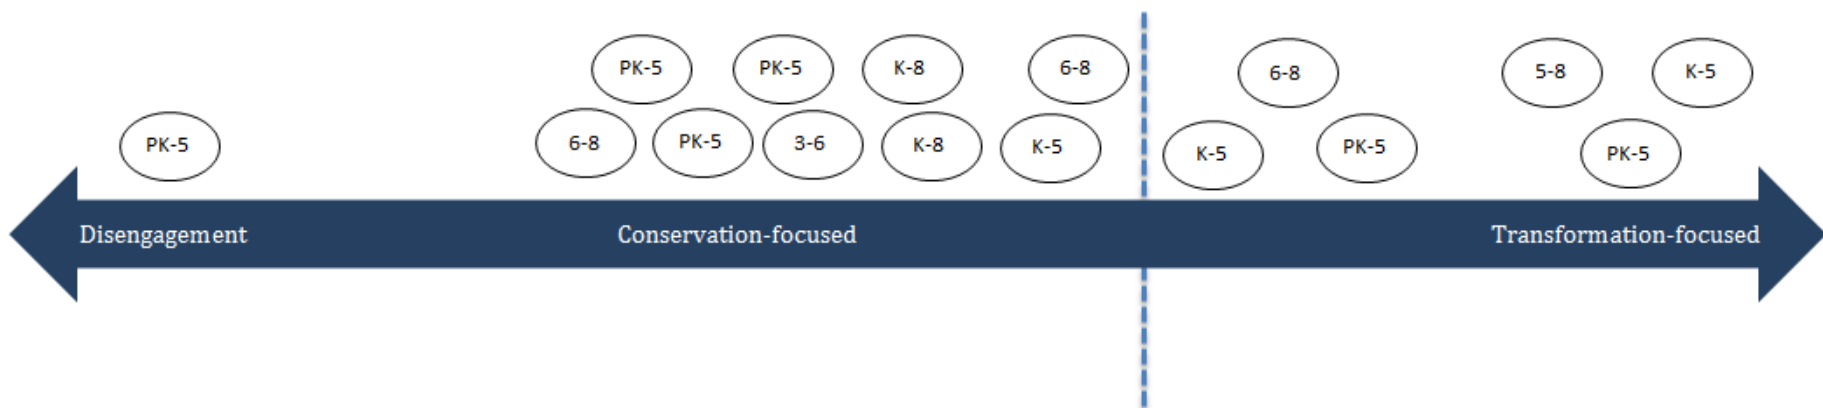 PK-5 PK-5 K-8 6-8 6-8 5-8 K-5
PK-5 6-8 PK-5 3-6 K-8 K-5 K-5 PK-5 PK-5
Disengagement Conservation-focused Transformation-focused